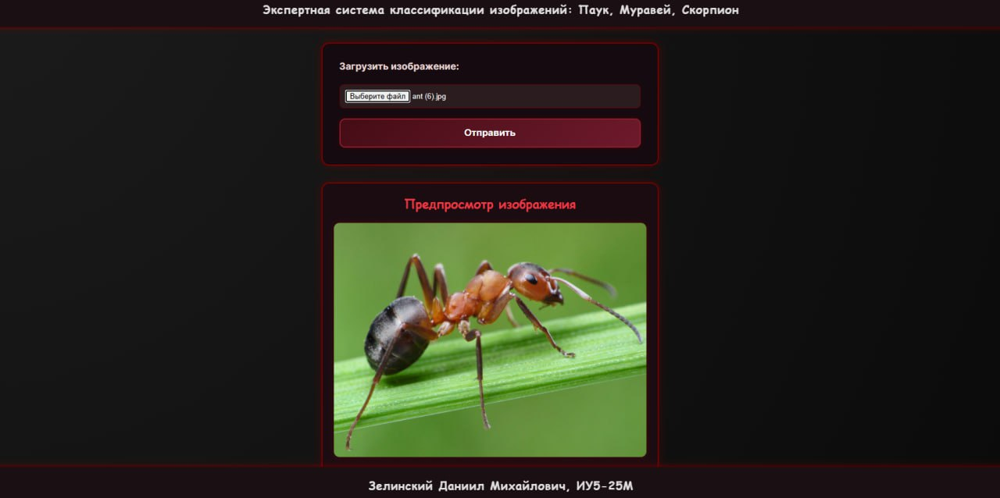 Экспертная система классификации изображений: Паук, Муравей, Скорпион
Загрузить изображение:
Выберите файл ant (6).jpg
Отправить
Предпросмотр изображения
Зелинский Даниил Михайлович, ИУ5-25М